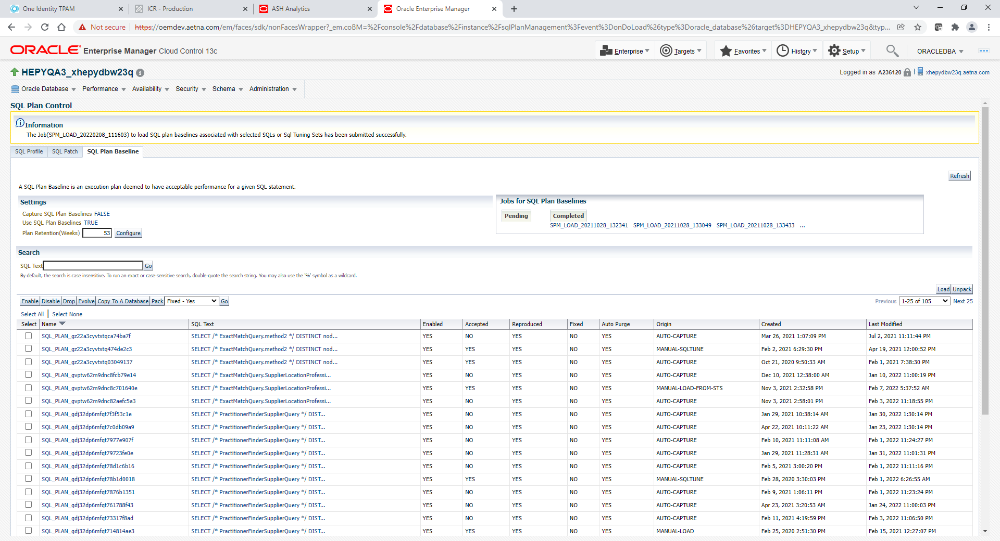 One Identity TPAM
ICR - Production
ASH Analytics
Oracle Enterprise Manager
Not secure https://oemdev.aetna.com/em/faces/sdk/nonFacesWrapper?_em.coBM=%2Fconsole%2Fdatabase%2Finstance%2FsqlPlanManagement%3Fevent%3DonDoLoad%26type%3Doracle_database%26target%3DHEPYQA3_xhepydbw23q&typ...
ORACLE Enterprise Manager Cloud Control 13c
Enterprise Targets Favorites History Setup ORACLEDBA
HEPYQA3_xhepydbw23q
Logged in as A236120 xhepydbw23q.aetna.com
Oracle Database Performance Availability Security Schema Administration
SQL Plan Control
Information
The Job(SPM_LOAD_20220208_111603) to load SQL plan baselines associated with selected SQLs or Sql Tuning Sets has been submitted successfully.
SQL Profile SQL Patch SQL Plan Baseline
Refresh
A SQL Plan Baseline is an execution plan deemed to have acceptable performance for a given SQL statement.
Settings
Capture SQL Plan Baselines FALSE
Use SQL Plan Baselines TRUE
Plan Retention(Weeks) 53 Configure
Jobs for SQL Plan Baselines
Pending Completed
SPM_LOAD_20211028_132341 SPM_LOAD_20211028_133049 SPM_LOAD_20211028_133433 ...
Search
SQL Text Go
By default, the search is case insensitive. To run an exact or case-sensitive search, double-quote the search string. You may also use the '%' symbol as a wildcard.
Load Unpack
Enable Disable Drop Evolve Copy To A Database Pack Fixed - Yes Go
Previous 1-25 of 105 Next 25
Select All | Select None
Select Name SQL Text Enabled Accepted Reproduced Fixed Auto Purge Origin Created Last Modified
SQL_PLAN_gz22a3cyvtxtqca74ba7f SELECT /* ExactMatchQuery.method2 */ DISTINCT nod... YES NO YES NO YES AUTO-CAPTURE Mar 26, 2021 1:07:09 PM Jul 2, 2021 11:11:44 PM
SQL_PLAN_gz22a3cyvtxtq474de2c3 SELECT /* ExactMatchQuery.method2 */ DISTINCT nod... YES YES YES NO YES MANUAL-SQLTUNE Feb 2, 2021 6:29:30 PM Apr 19, 2021 12:00:52 PM
SQL_PLAN_gz22a3cyvtxtq03049137 SELECT /* ExactMatchQuery.method2 */ DISTINCT nod... YES YES YES NO YES AUTO-CAPTURE Oct 21, 2020 9:50:33 AM Feb 1, 2021 7:38:30 PM
SQL_PLAN_gvptw62m9dnc8fcb79e14 SELECT /* ExactMatchQuery.SupplierLocationProfessi... YES NO YES NO YES AUTO-CAPTURE Dec 10, 2021 12:38:00 AM Jan 10, 2022 11:00:19 PM
SQL_PLAN_gvptw62m9dnc8c701640e SELECT /* ExactMatchQuery.SupplierLocationProfessi... YES YES YES NO YES MANUAL-LOAD-FROM-STS Nov 3, 2021 2:32:58 PM Feb 7, 2022 5:37:52 AM
SQL_PLAN_gvptw62m9dnc82aefc5a3 SELECT /* ExactMatchQuery.SupplierLocationProfessi... YES NO YES NO YES AUTO-CAPTURE Nov 3, 2021 2:58:01 PM Feb 3, 2022 11:18:55 PM
SQL_PLAN_gdj32dp6mfqt7f3f53c1e SELECT /* PractitionerFinderSupplierQuery */ DIST... YES NO YES NO YES AUTO-CAPTURE Jan 29, 2021 10:38:14 AM Jan 30, 2022 1:30:14 PM
SQL_PLAN_gdj32dp6mfqt7c0db09a9 SELECT /* PractitionerFinderSupplierQuery */ DIST... YES NO YES NO YES AUTO-CAPTURE Apr 22, 2021 10:11:22 AM Jan 23, 2022 1:30:14 PM
SQL_PLAN_gdj32dp6mfqt7977e907f SELECT /* PractitionerFinderSupplierQuery */ DIST... YES NO YES NO YES AUTO-CAPTURE Feb 10, 2021 11:11:08 AM Feb 1, 2022 11:24:27 PM
SQL_PLAN_gdj32dp6mfqt79723fe0e SELECT /* PractitionerFinderSupplierQuery */ DIST... YES NO YES NO YES AUTO-CAPTURE Jan 29, 2021 11:28:31 AM Jan 31, 2022 11:01:31 PM
SQL_PLAN_gdj32dp6mfqt78d1c6b16 SELECT /* PractitionerFinderSupplierQuery */ DIST... YES NO YES NO YES AUTO-CAPTURE Feb 5, 2021 3:00:20 PM Feb 1, 2022 11:11:16 PM
SQL_PLAN_gdj32dp6mfqt78b1d0018 SELECT /* PractitionerFinderSupplierQuery */ DIST... YES YES YES NO YES MANUAL-SQLTUNE Feb 28, 2020 3:30:03 PM Feb 1, 2022 6:26:55 AM
SQL_PLAN_gdj32dp6mfqt7876b1351 SELECT /* PractitionerFinderSupplierQuery */ DIST... YES NO YES NO YES AUTO-CAPTURE Feb 9, 2021 1:06:11 PM Feb 1, 2022 11:23:24 PM
SQL_PLAN_gdj32dp6mfqt761788f43 SELECT /* PractitionerFinderSupplierQuery */ DIST... YES NO YES NO YES AUTO-CAPTURE Apr 23, 2021 3:20:53 AM Jan 24, 2022 11:00:03 PM
SQL_PLAN_gdj32dp6mfqt73317f8ad SELECT /* PractitionerFinderSupplierQuery */ DIST... YES NO YES NO YES AUTO-CAPTURE Feb 11, 2021 4:19:59 PM Feb 3, 2022 11:06:50 PM
SQL_PLAN_gdj32dp6mfqt714814ae3 SELECT /* PractitionerFinderSupplierQuery */ DIST... YES YES YES NO YES MANUAL-LOAD Feb 25, 2020 2:51:30 PM Feb 15, 2021 12:27:07 PM